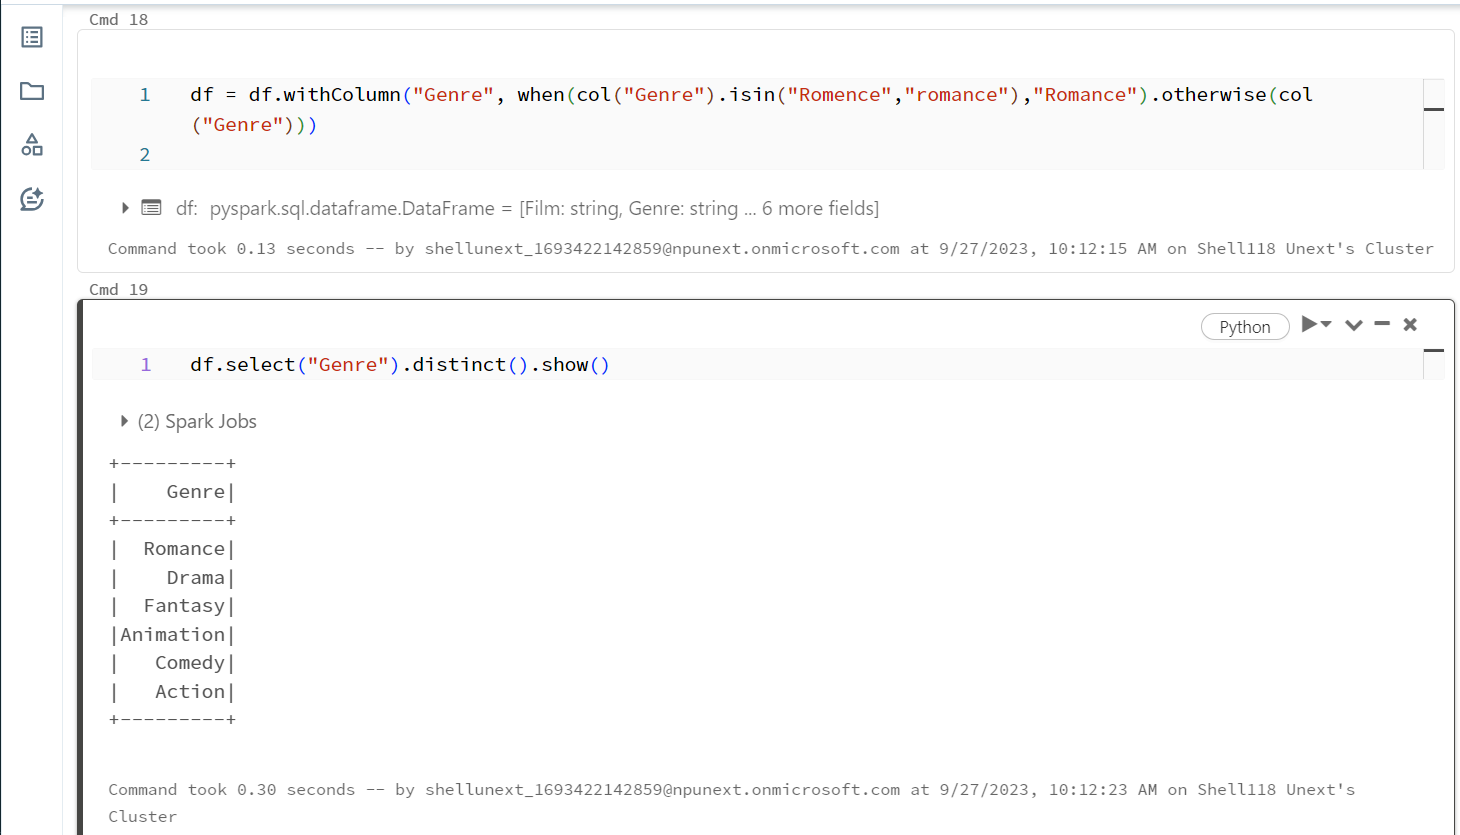 Cmd 18
1 df = df.withColumn("Genre", when(col("Genre").isin("Romence","romance"),"Romance").otherwise(col
("Genre")))
2
df: pyspark.sql.dataframe.DataFrame = [Film: string, Genre: string ... 6 more fields]
Command took 0.13 seconds -- by shellunext_1693422142859@npunext.onmicrosoft.com at 9/27/2023, 10:12:15 AM on Shell118 Unext's Cluster
Cmd 19
Python
1 df.select("Genre").distinct().show()
(2) Spark Jobs
+---------+
|    Genre|
+---------+
|  Romance|
|    Drama|
|  Fantasy|
|Animation|
|   Comedy|
|   Action|
+---------+
Command took 0.30 seconds -- by shellunext_1693422142859@npunext.onmicrosoft.com at 9/27/2023, 10:12:23 AM on Shell118 Unext's
Cluster